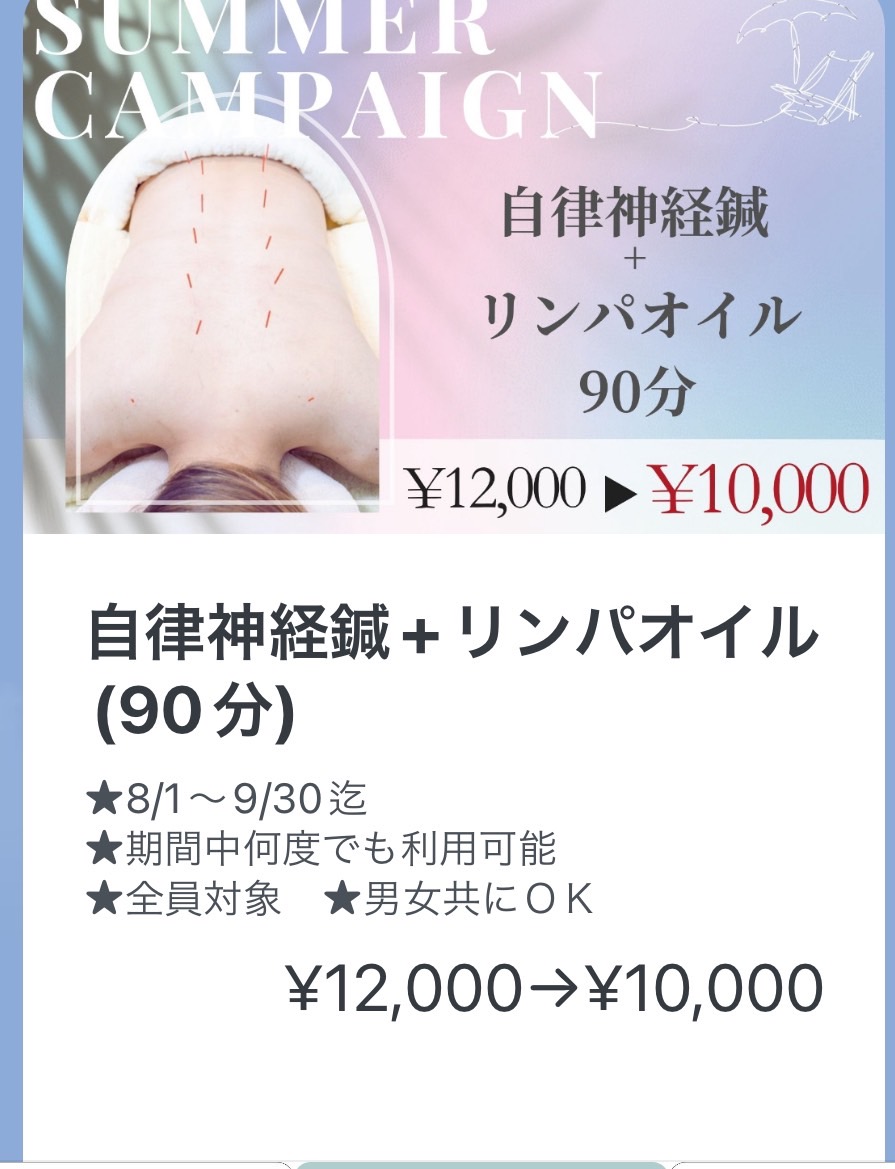 SUMMER
CAMPAIGN
自律神経鍼
+
リンパオイル
90分
¥12,000 ▶ ¥10,000
自律神経鍼+リンパオイル
(90分)
★8/1〜9/30迄
★期間中何度でも利用可能
★全員対象　★男女共にＯＫ
¥12,000→¥10,000